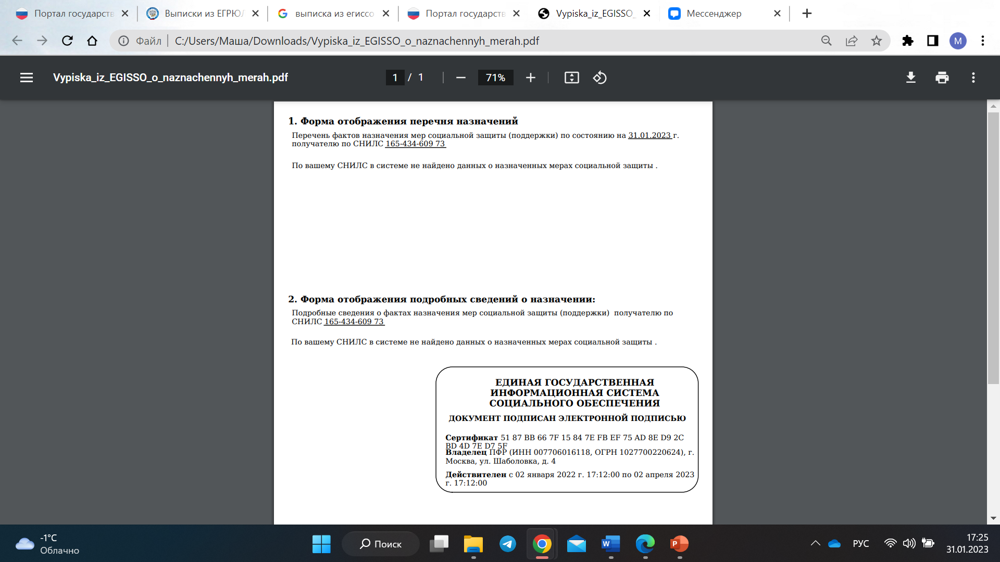 Портал государств
Выписки из ЕГРЮЛ
выписка из егиссо
Портал государств
Vypiska_iz_EGISSO_
Мессенджер
Файл
C:/Users/Маша/Downloads/Vypiska_iz_EGISSO_o_naznachennyh_merah.pdf
M
Vypiska_iz_EGISSO_o_naznachennyh_merah.pdf
1 / 1
71%
1. Форма отображения перечня назначений
Перечень фактов назначения мер социальной защиты (поддержки) по состоянию на 31.01.2023 г.
получателю по СНИЛС 165-434-609 73
По вашему СНИЛС в системе не найдено данных о назначенных мерах социальной защиты .
2. Форма отображения подробных сведений о назначении:
Подробные сведения о фактах назначения мер социальной защиты (поддержки) получателю по
СНИЛС 165-434-609 73
По вашему СНИЛС в системе не найдено данных о назначенных мерах социальной защиты .
ЕДИНАЯ ГОСУДАРСТВЕННАЯ
ИНФОРМАЦИОННАЯ СИСТЕМА
СОЦИАЛЬНОГО ОБЕСПЕЧЕНИЯ
ДОКУМЕНТ ПОДПИСАН ЭЛЕКТРОННОЙ ПОДПИСЬЮ
Сертификат 51 87 BB 66 7F 15 84 7E FB EF 75 AD 8E D9 2C
BD 4D 7E D7 5F
Владелец ПФР (ИНН 007706016118, ОГРН 1027700220624), г.
Москва, ул. Шаболовка, д. 4
Действителен с 02 января 2022 г. 17:12:00 по 02 апреля 2023
г. 17:12:00
-1°C
Облачно
Поиск
W
P
РУС
17:25
31.01.2023